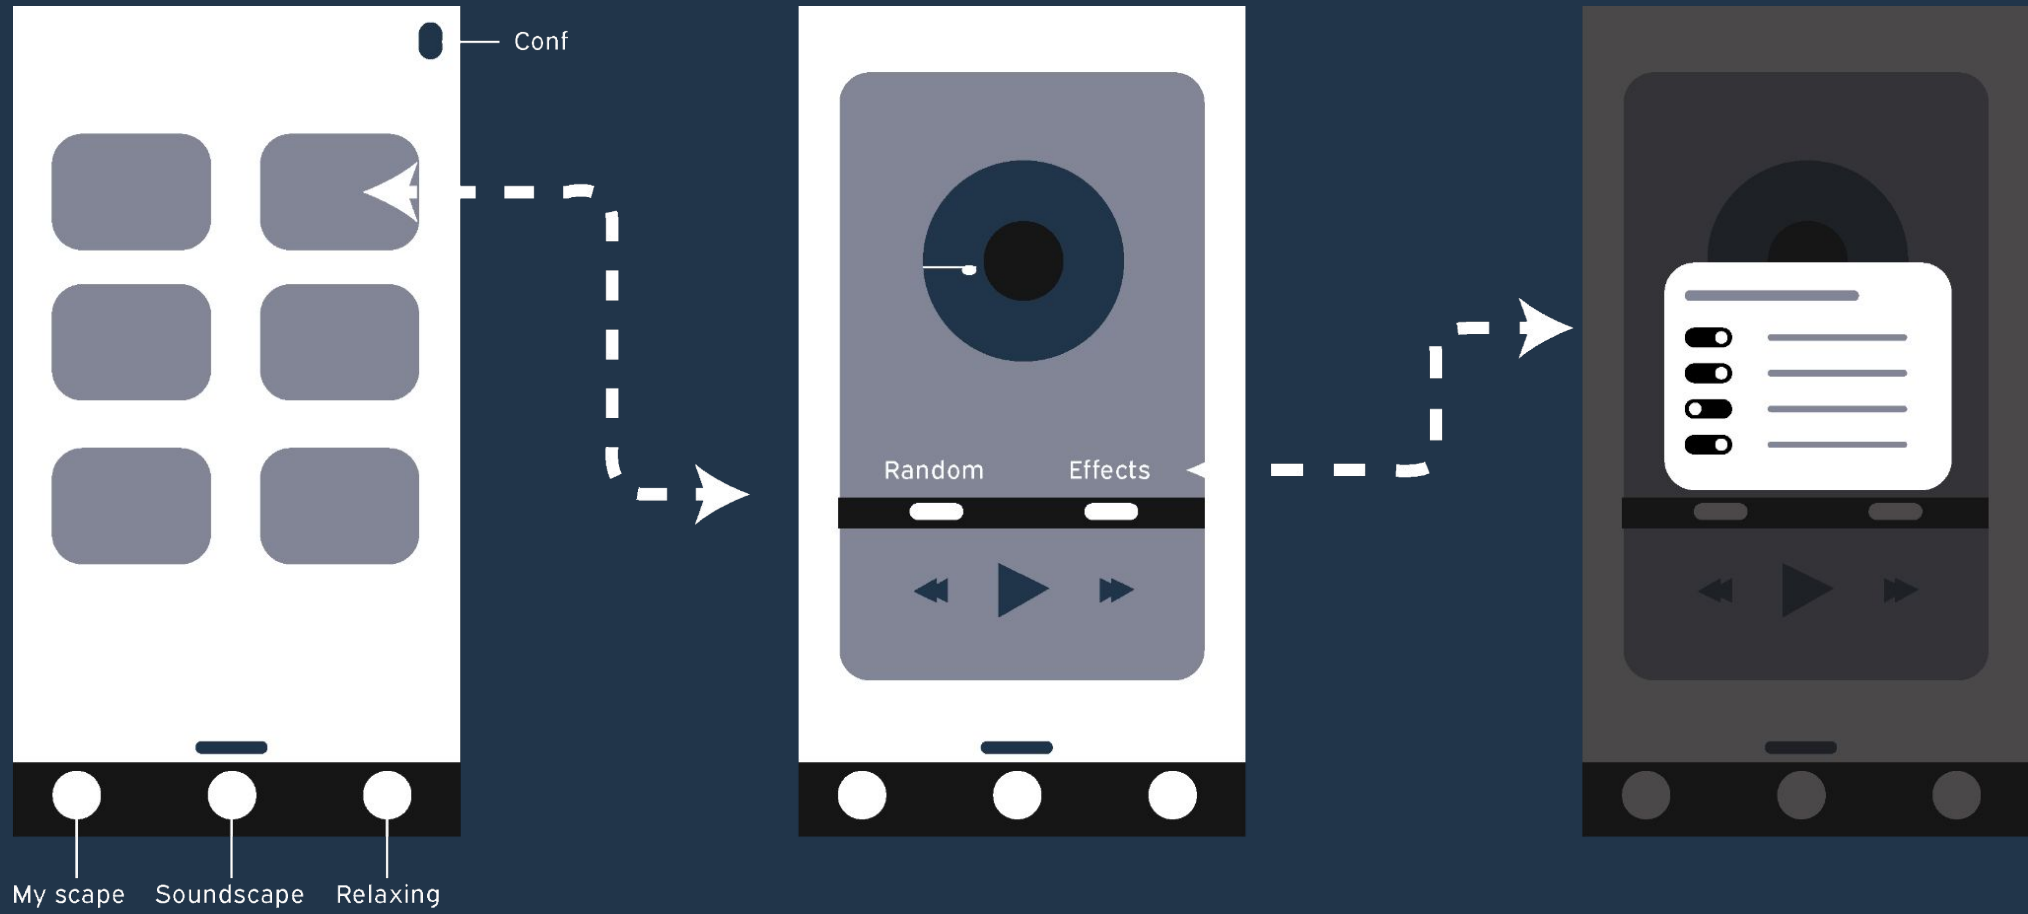 Conf
Random
Effects
My scape
Soundscape
Relaxing